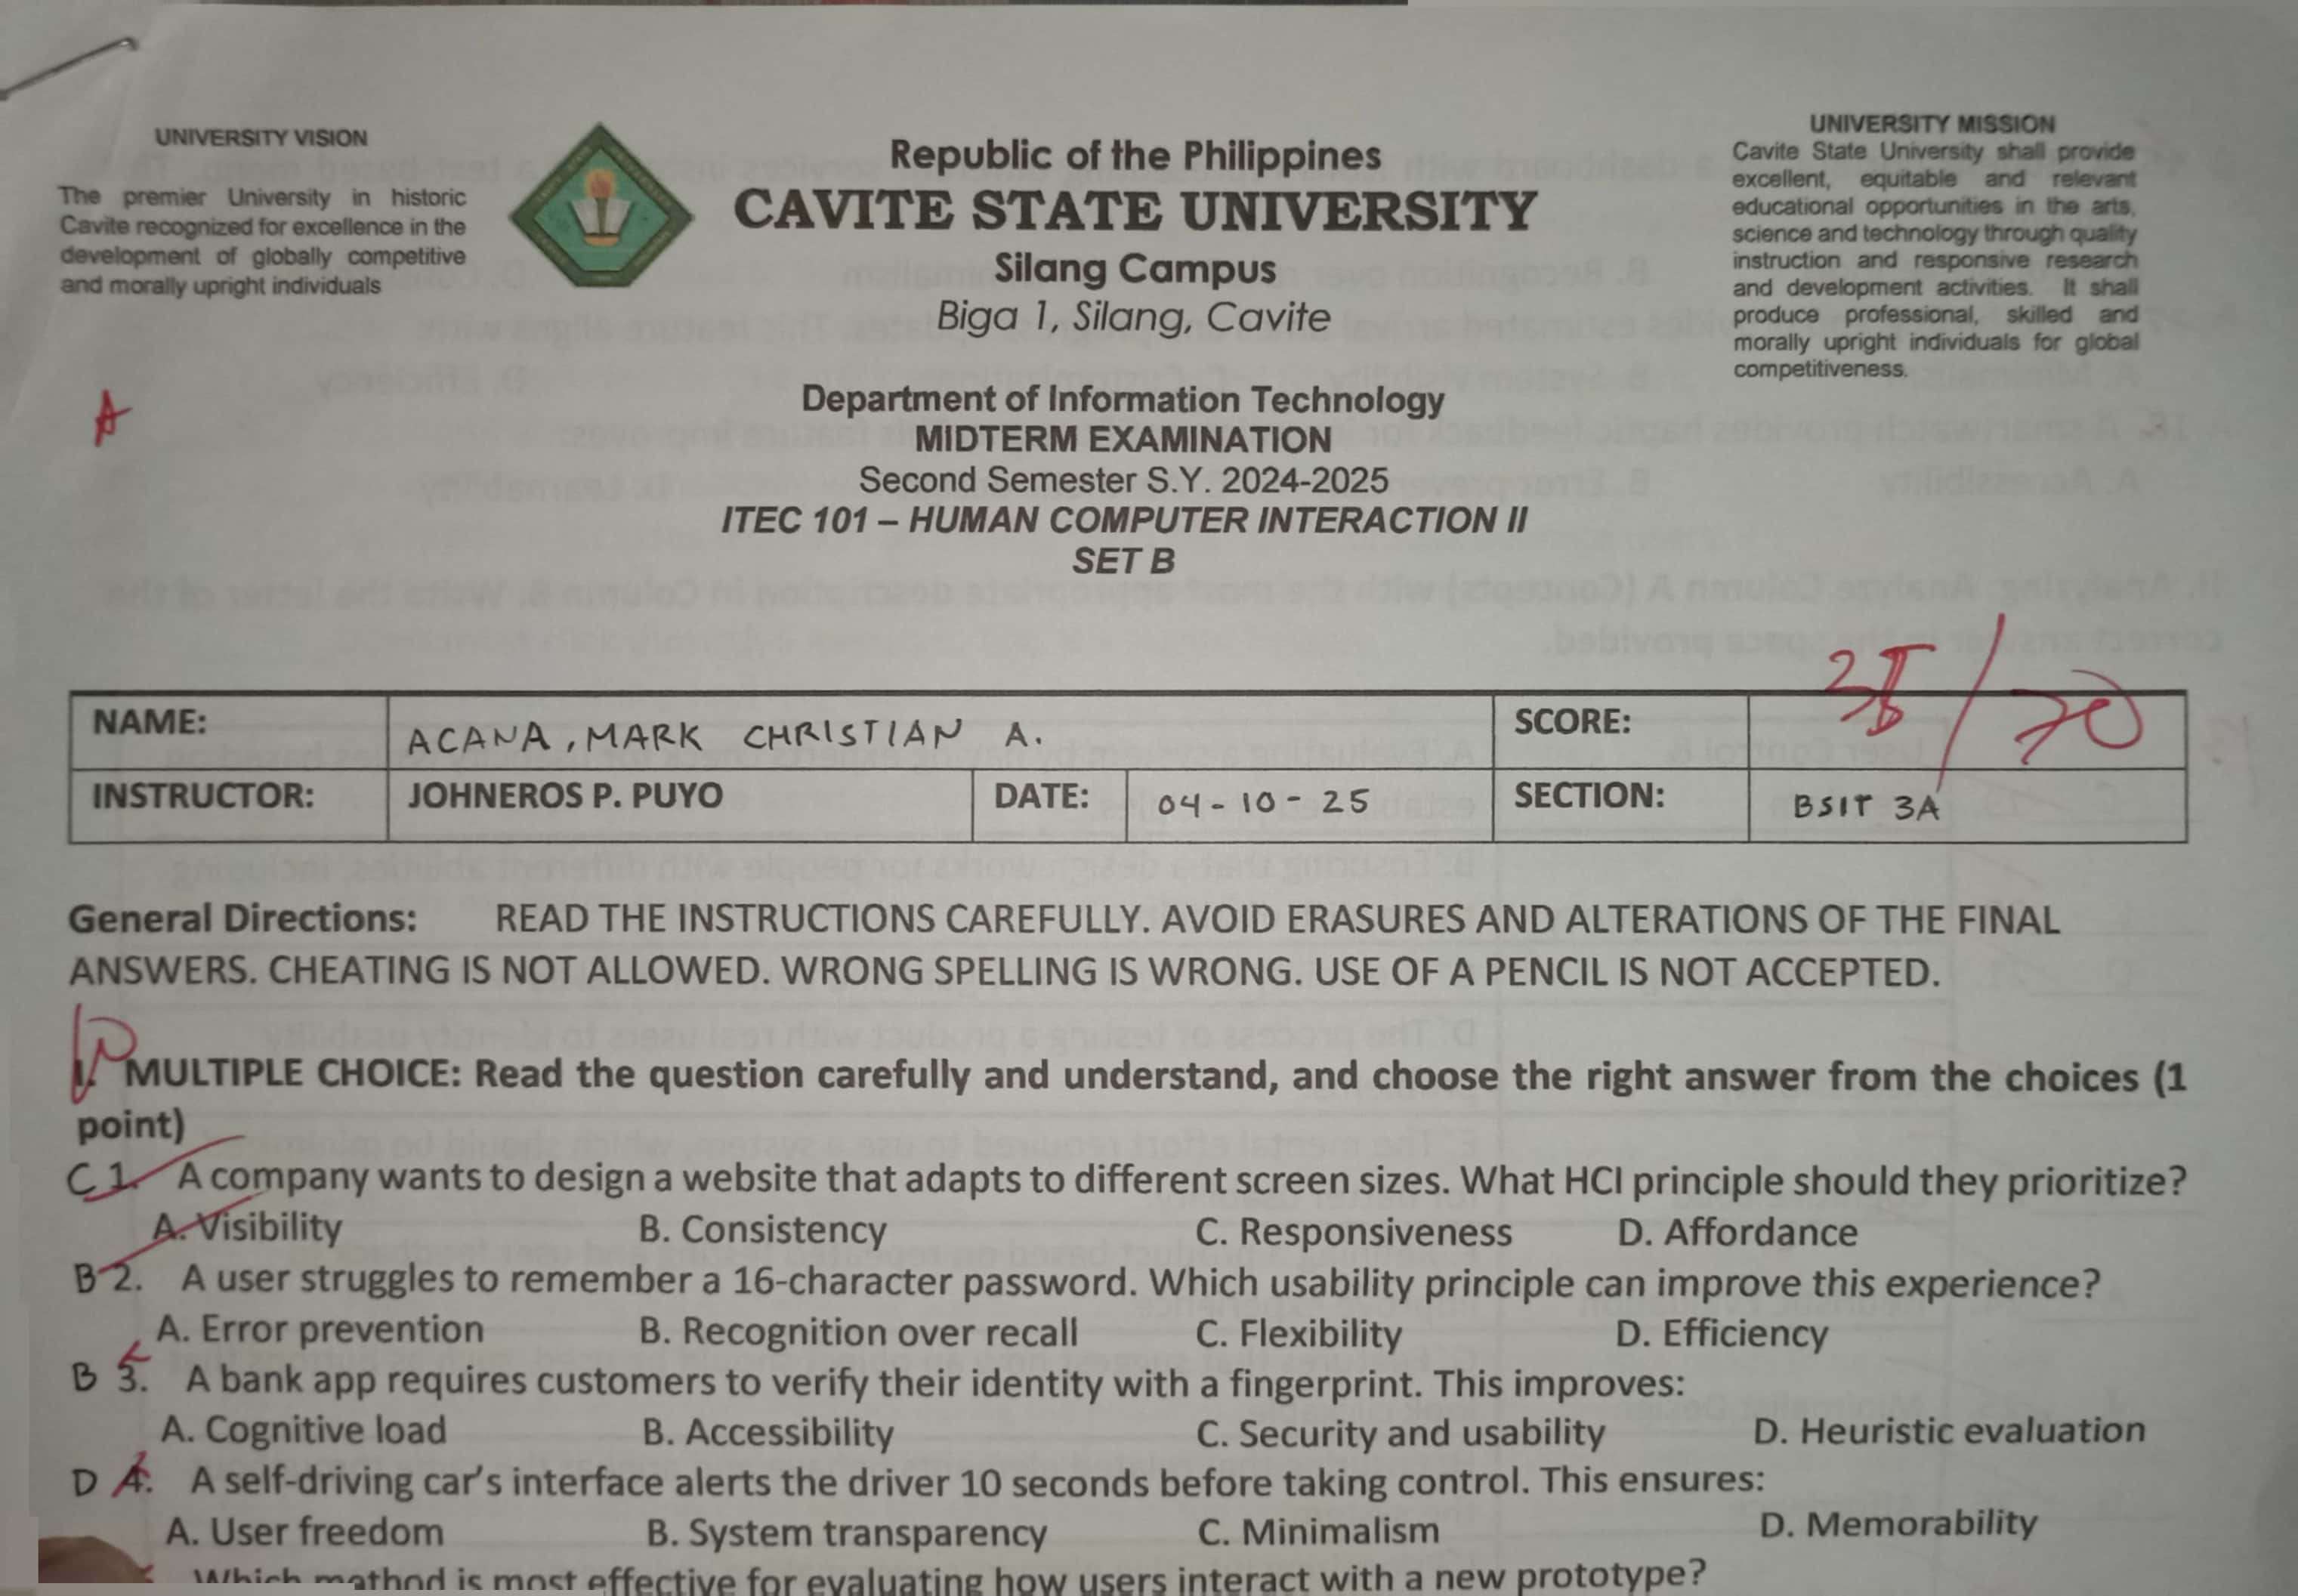 UNIVERSITY VISION
The premier University in historic
Cavite recognized for excellence in the
development of globally competitive
and morally upright individuals
Republic of the Philippines
CAVITE STATE UNIVERSITY
Silang Campus
Biga 1, Silang, Cavite
UNIVERSITY MISSION
Cavite State University shall provide
excellent, equitable and relevant
educational opportunities in the arts,
science and technology through quality
instruction and responsive research
and development activities. It shall
produce professional, skilled and
morally upright individuals for global
competitiveness.
A
Department of Information Technology
MIDTERM EXAMINATION
Second Semester S.Y. 2024-2025
ITEC 101 – HUMAN COMPUTER INTERACTION II
SET B
NAME: ACANA, MARK CHRISTIAN A. SCORE: /70
INSTRUCTOR: JOHNEROS P. PUYO DATE: 04-10-25 SECTION: BSIT 3A
General Directions: READ THE INSTRUCTIONS CAREFULLY. AVOID ERASURES AND ALTERATIONS OF THE FINAL
ANSWERS. CHEATING IS NOT ALLOWED. WRONG SPELLING IS WRONG. USE OF A PENCIL IS NOT ACCEPTED.
I. MULTIPLE CHOICE: Read the question carefully and understand, and choose the right answer from the choices (1
point)
C 1. A company wants to design a website that adapts to different screen sizes. What HCI principle should they prioritize?
A. Visibility B. Consistency C. Responsiveness D. Affordance
B 2. A user struggles to remember a 16-character password. Which usability principle can improve this experience?
A. Error prevention B. Recognition over recall C. Flexibility D. Efficiency
B 3. A bank app requires customers to verify their identity with a fingerprint. This improves:
A. Cognitive load B. Accessibility C. Security and usability D. Heuristic evaluation
D 4. A self-driving car's interface alerts the driver 10 seconds before taking control. This ensures:
A. User freedom B. System transparency C. Minimalism D. Memorability
Which method is most effective for evaluating how users interact with a new prototype?